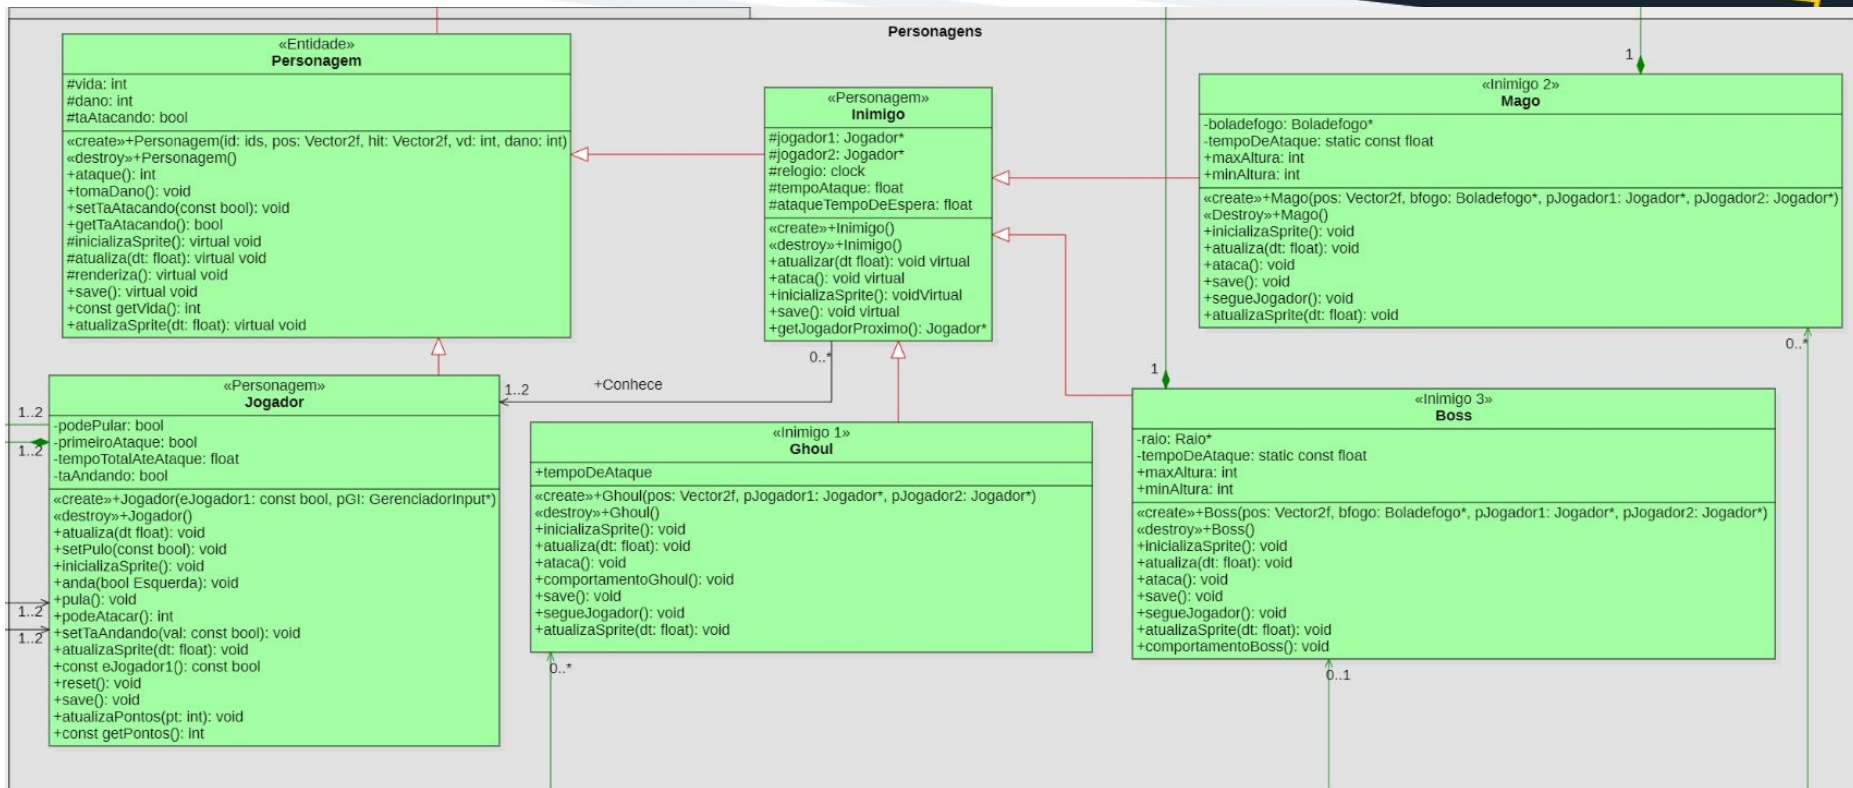 Personagens
«Entidade»
Personagem
#vida: int
#dano: int
#taAtacando: bool
«create»+Personagem(id: ids, pos: Vector2f, hit: Vector2f, vd: int, dano: int)
«destroy»+Personagem()
+ataque(): int
+tomaDano(): void
+setTaAtacando(const bool): void
+getTaAtacando(): bool
#inicializaSprite(): virtual void
#atualiza(dt: float): virtual void
#renderiza(): virtual void
+save(): virtual void
+const getVida(): int
+atualizaSprite(dt: float): virtual void
«Personagem»
Inimigo
#jogador1: Jogador*
#jogador2: Jogador*
#relogio: clock
#tempoAtaque: float
#ataqueTempoDeEspera: float
«create»+Inimigo()
«destroy»+Inimigo()
+atualizar(dt float): void virtual
+ataca(): void virtual
+inicializaSprite(): voidVirtual
+save(): void virtual
+getJogadorProximo(): Jogador*
0..*
1
«Inimigo 2»
Mago
-boladefogo: Boladefogo*
-tempoDeAtaque: static const float
+maxAltura: int
+minAltura: int
«create»+Mago(pos: Vector2f, bfogo: Boladefogo*, pJogador1: Jogador*, pJogador2: Jogador*)
«Destroy»+Mago()
+inicializaSprite(): void
+atualiza(dt: float): void
+ataca(): void
+save(): void
+segueJogador(): void
+atualizaSprite(dt: float): void
0..*
«Personagem»
Jogador
-podePular: bool
-primeiroAtaque: bool
-tempoTotalAteAtaque: float
-taAndando: bool
«create»+Jogador(eJogador1: const bool, pGI: GerenciadorInput*)
«destroy»+Jogador()
+atualiza(dt float): void
+setPulo(const bool): void
+inicializaSprite(): void
+anda(bool Esquerda): void
+pula(): void
+podeAtacar(): int
+setTaAndando(val: const bool): void
+atualizaSprite(dt: float): void
+const eJogador1(): const bool
+reset(): void
+save(): void
+atualizaPontos(pt: int): void
+const getPontos(): int
1..2
1..2
1..2
1..2
1..2
+Conhece
«Inimigo 1»
Ghoul
+tempoDeAtaque
«create»+Ghoul(pos: Vector2f, pJogador1: Jogador*, pJogador2: Jogador*)
«destroy»+Ghoul()
+inicializaSprite(): void
+atualiza(dt: float): void
+ataca(): void
+comportamentoGhoul(): void
+save(): void
+segueJogador(): void
+atualizaSprite(dt: float): void
0..*
1
«Inimigo 3»
Boss
-raio: Raio*
-tempoDeAtaque: static const float
+maxAltura: int
+minAltura: int
«create»+Boss(pos: Vector2f, bfogo: Boladefogo*, pJogador1: Jogador*, pJogador2: Jogador*)
«destroy»+Boss()
+inicializaSprite(): void
+atualiza(dt: float): void
+ataca(): void
+save(): void
+segueJogador(): void
+atualizaSprite(dt: float): void
+comportamentoBoss(): void
0..1